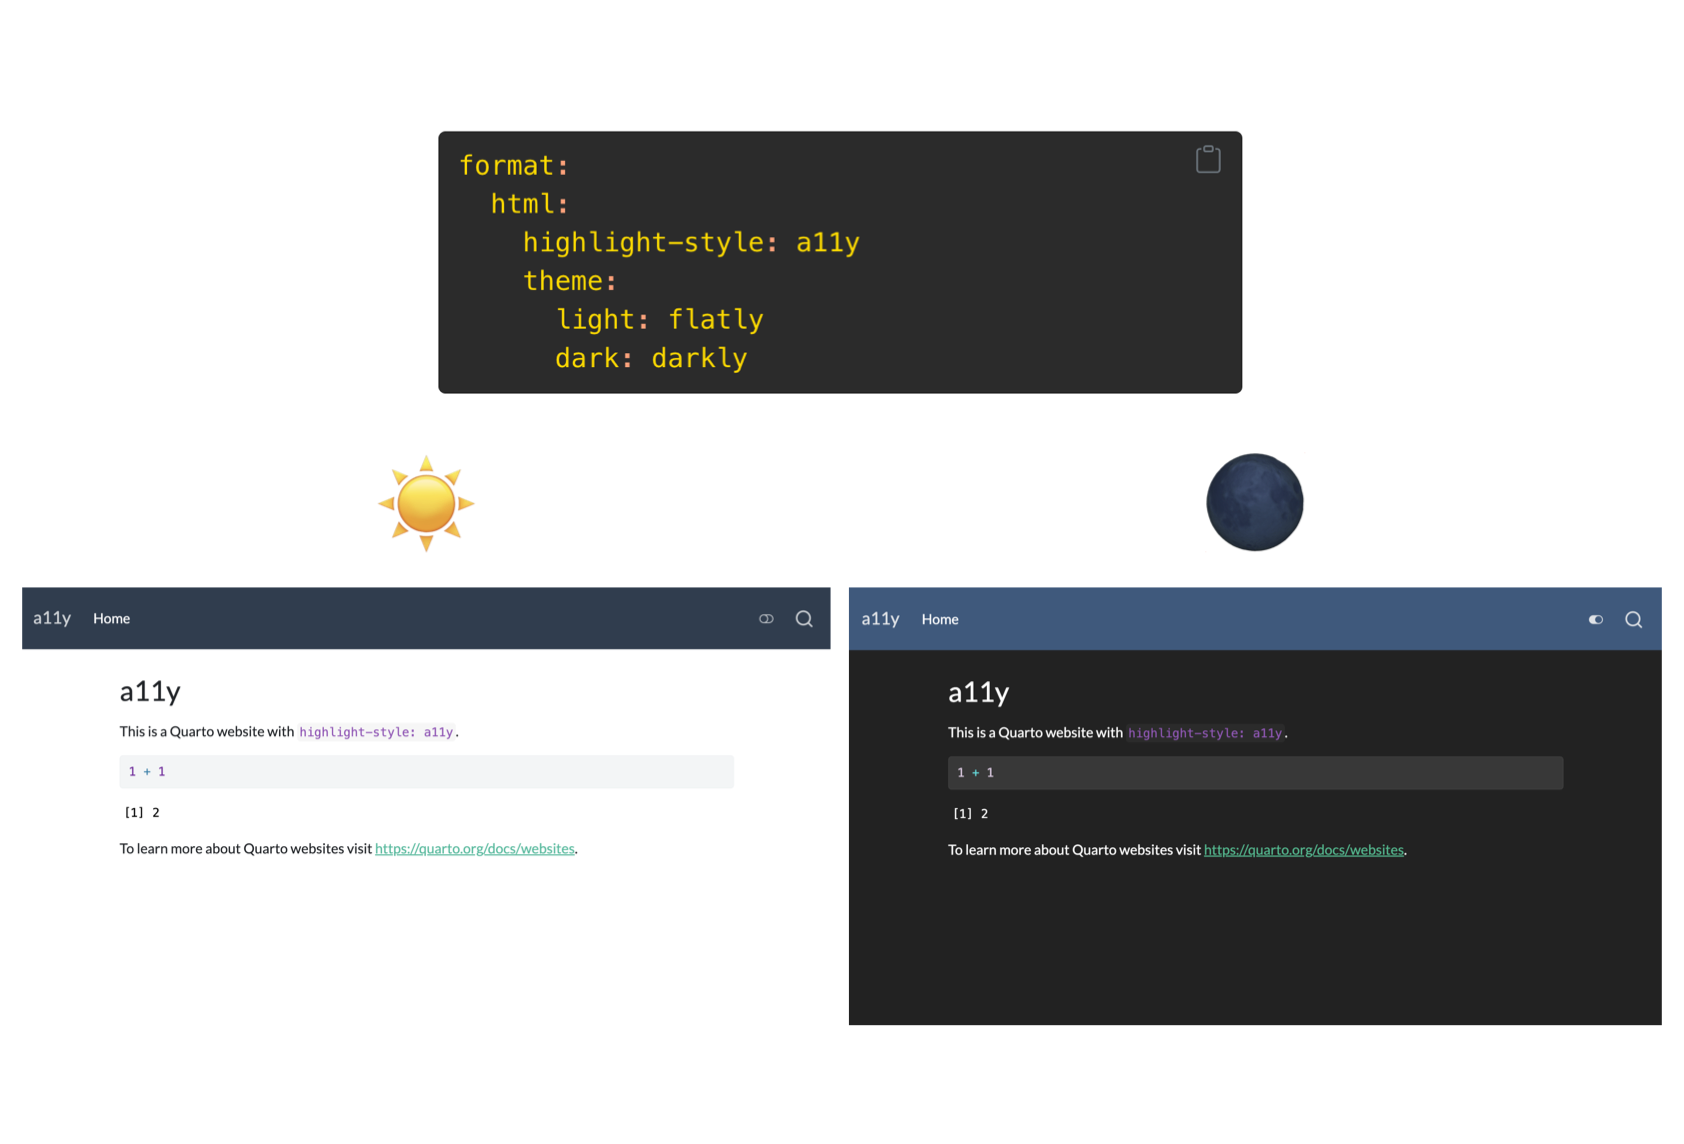 format:
  html:
    highlight-style: a11y
    theme:
      light: flatly
      dark: darkly
a11y Home
a11y
This is a Quarto website with highlight-style: a11y.
1 + 1
[1] 2
To learn more about Quarto websites visit https://quarto.org/docs/websites.
a11y Home
a11y
This is a Quarto website with highlight-style: a11y.
1 + 1
[1] 2
To learn more about Quarto websites visit https://quarto.org/docs/websites.